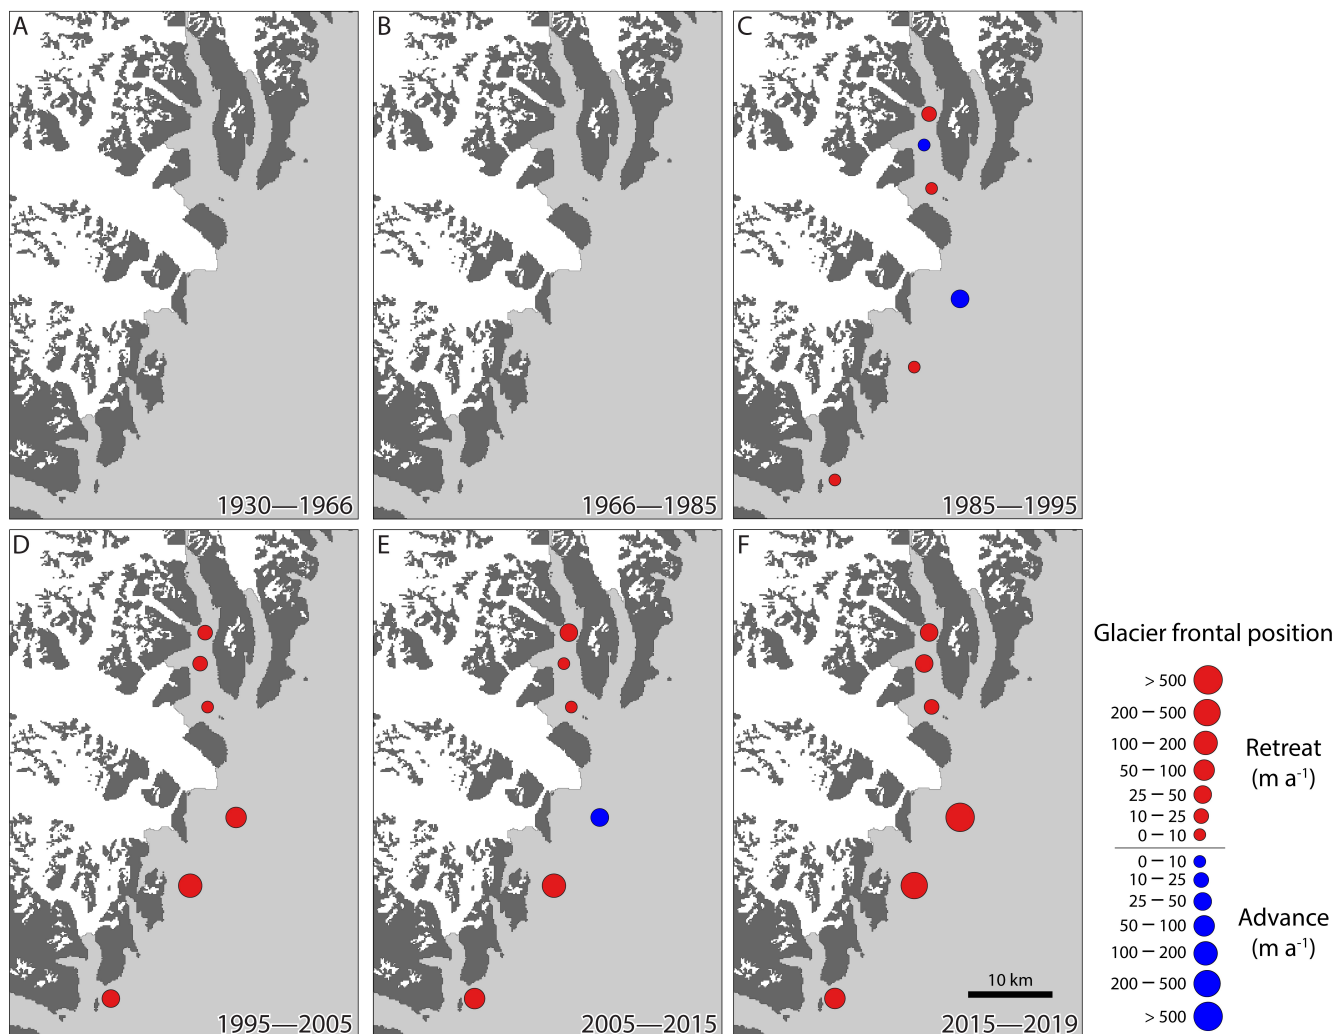 A
B
C
1930—1966
1966—1985
1985—1995
D
E
F
1995—2005
2005—2015
10 km
2015—2019
Glacier frontal position
> 500
200 — 500
100 — 200
50 — 100
25 — 50
10 — 25
0 — 10
Retreat
(m a⁻¹)
0 — 10
10 — 25
25 — 50
50 — 100
100 — 200
200 — 500
> 500
Advance
(m a⁻¹)